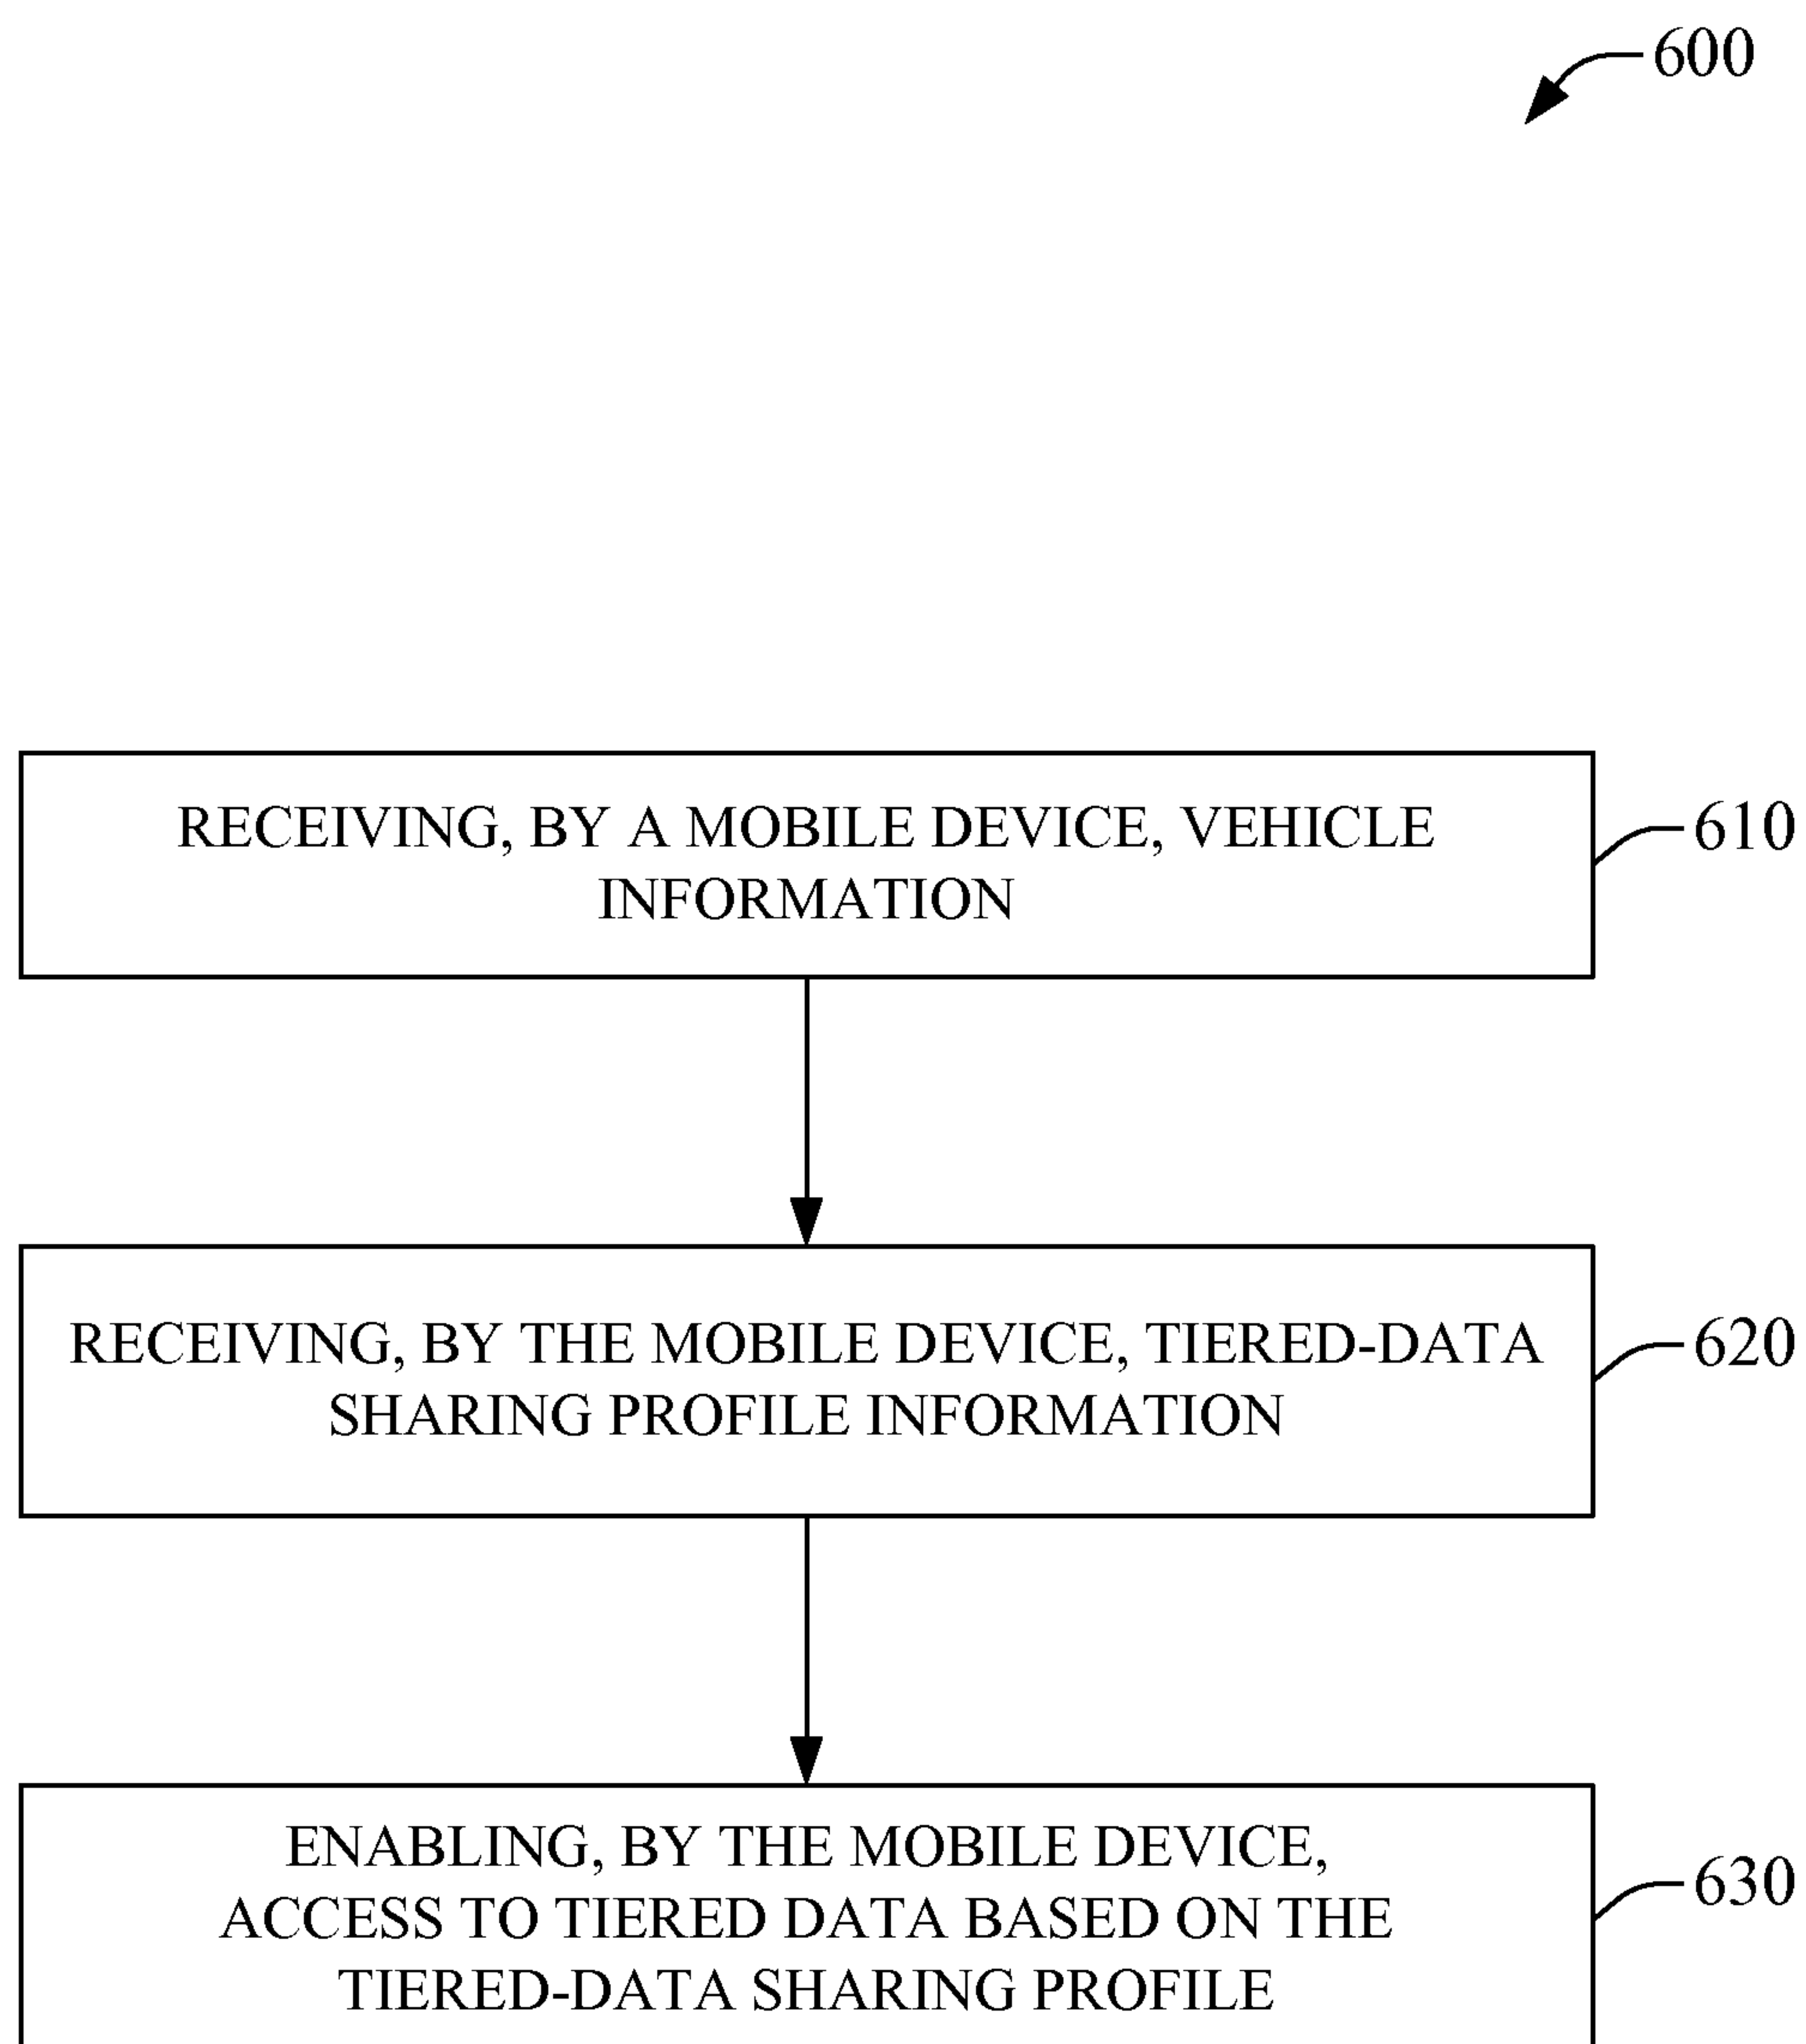 600
RECEIVING, BY A MOBILE DEVICE, VEHICLE
INFORMATION
610
RECEIVING, BY THE MOBILE DEVICE, TIERED-DATA
SHARING PROFILE INFORMATION
620
ENABLING, BY THE MOBILE DEVICE,
ACCESS TO TIERED DATA BASED ON THE
TIERED-DATA SHARING PROFILE
630